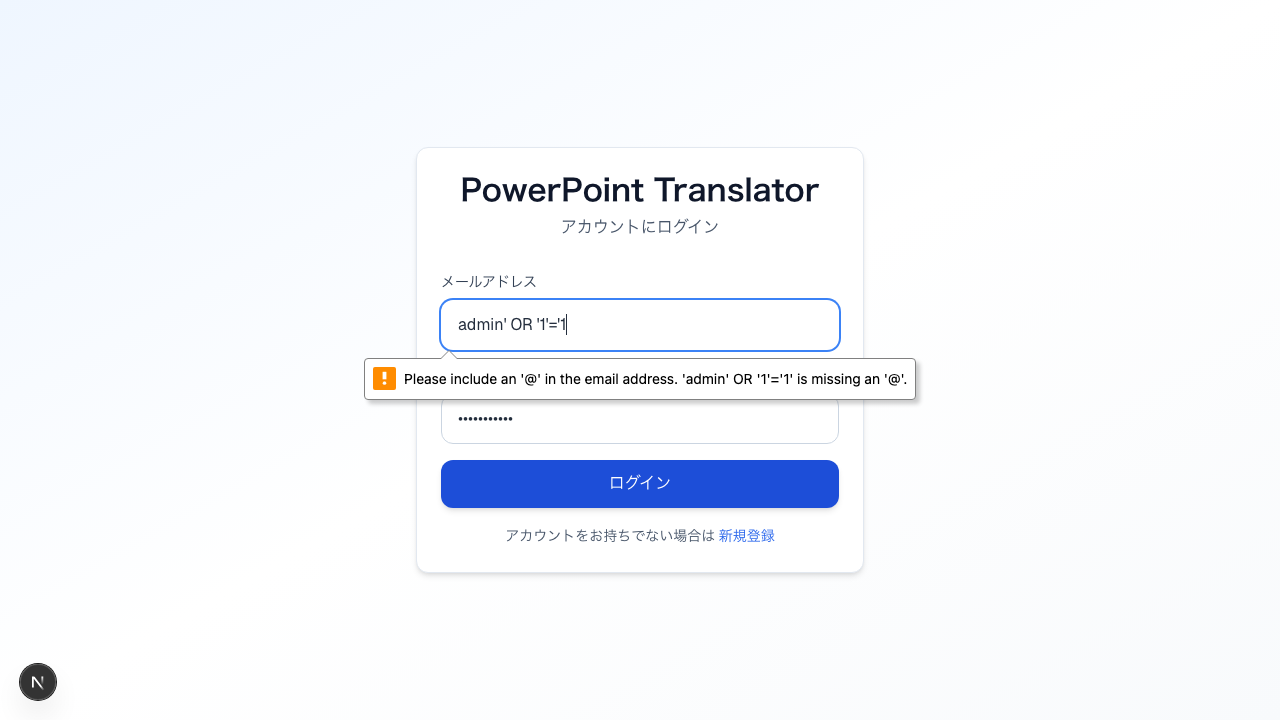 PowerPoint Translator
アカウントにログイン
メールアドレス
admin' OR '1'='1
Please include an '@' in the email address. 'admin' OR '1'='1' is missing an '@'.
•••••••••••
ログイン
アカウントをお持ちでない場合は 新規登録
N